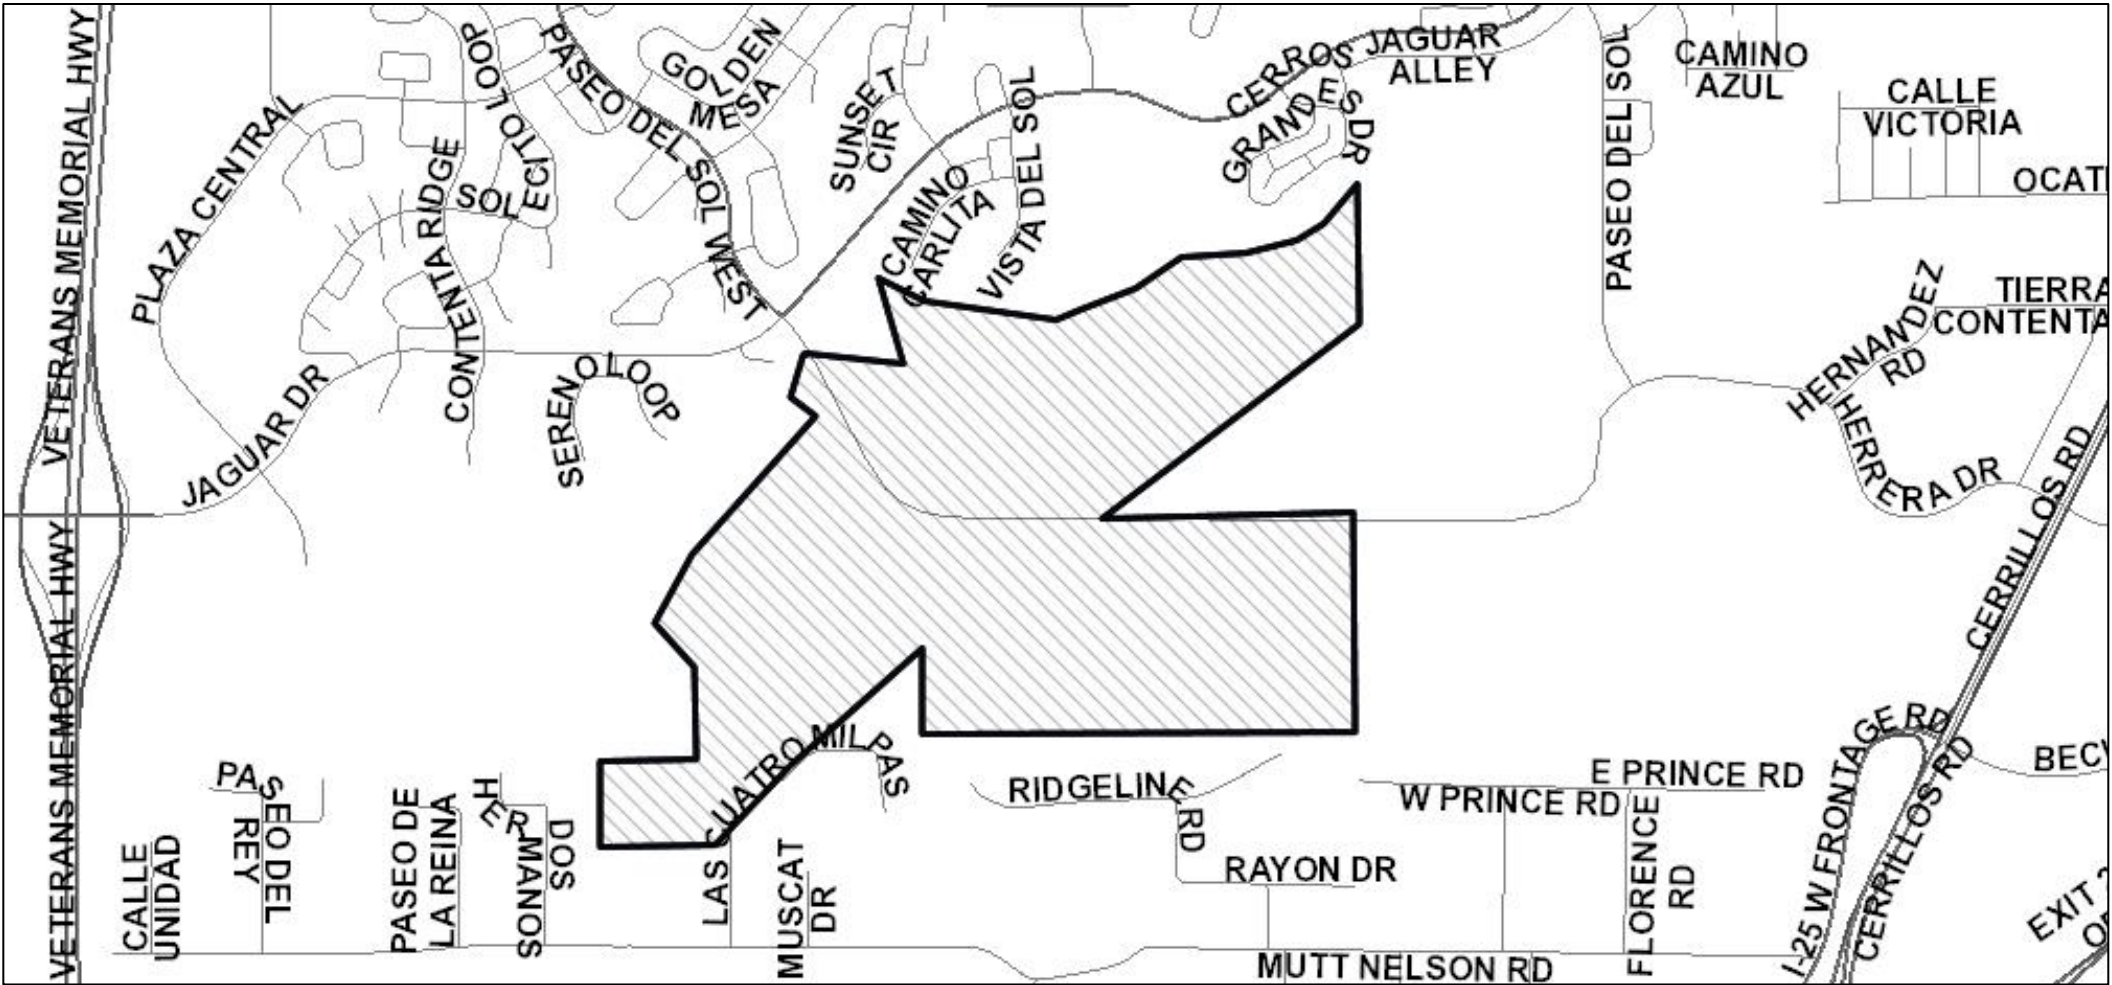 VETERANS MEMORIAL HWY
VETERANS MEMORIAL HWY
VETERANS MEMORIAL HWY
PLAZA CENTRAL
JAGUAR DR
CONTENTA RIDGE
SOLECITO LOOP
PASEO DEL SOL WEST
GOLDEN
MESA
SUNSET
CIR
CAMINO
CARLITA
VISTA DEL SOL
CERROS
GRANDES DR
JAGUAR
ALLEY
PASEO DEL SOL
CAMINO
AZUL
CALLE
VICTORIA
OCAT
TIERRA
CONTENTA
HERNANDEZ
RD
HERRERA DR
CERRILLOS RD
SERENO LOOP
PASEO DEL
REY
CALLE
UNIDAD
PASEO DE
LA REINA
DOS
HERMANOS
LAS CUATRO MILPAS
MUSCAT
DR
RIDGELINE RD
RAYON DR
W PRINCE RD
E PRINCE RD
FLORENCE
RD
MUTT NELSON RD
I-25 W FRONTAGE RD
CERRILLOS RD
BEC
EXIT